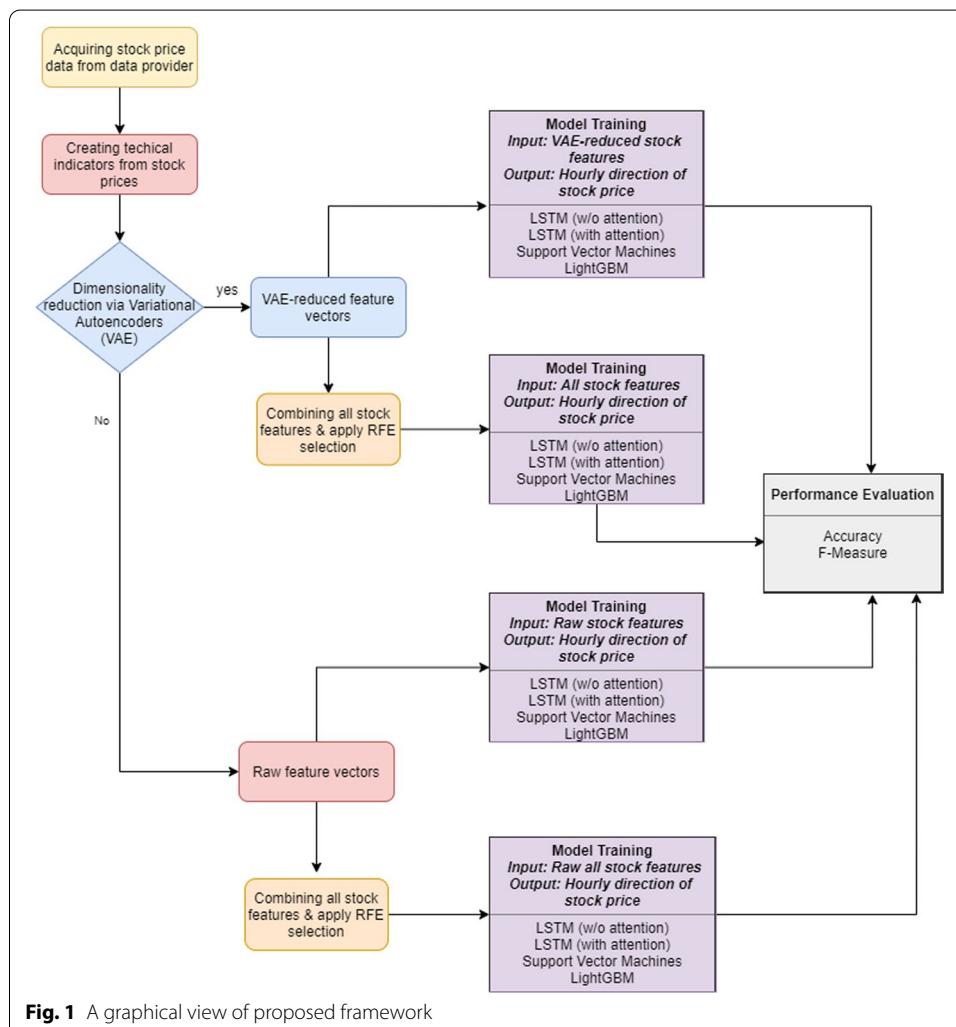 Acquiring stock price
data from data provider
Creating techical
indicators from stock
prices
Dimensionality
reduction via Variational
Autoencoders
(VAE)
yes
No
VAE-reduced feature
vectors
Combining all stock
features & apply RFE
selection
Model Training
Input: VAE-reduced stock
features
Output: Hourly direction of
stock price
LSTM (w/o attention)
LSTM (with attention)
Support Vector Machines
LightGBM
Model Training
Input: All stock features
Output: Hourly direction of
stock price
LSTM (w/o attention)
LSTM (with attention)
Support Vector Machines
LightGBM
Performance Evaluation
Accuracy
F-Measure
Raw feature vectors
Model Training
Input: Raw stock features
Output: Hourly direction of
stock price
LSTM (w/o attention)
LSTM (with attention)
Support Vector Machines
LightGBM
Combining all stock
features & apply RFE
selection
Model Training
Input: Raw all stock features
Output: Hourly direction of
stock price
LSTM (w/o attention)
LSTM (with attention)
Support Vector Machines
LightGBM
Fig. 1 A graphical view of proposed framework